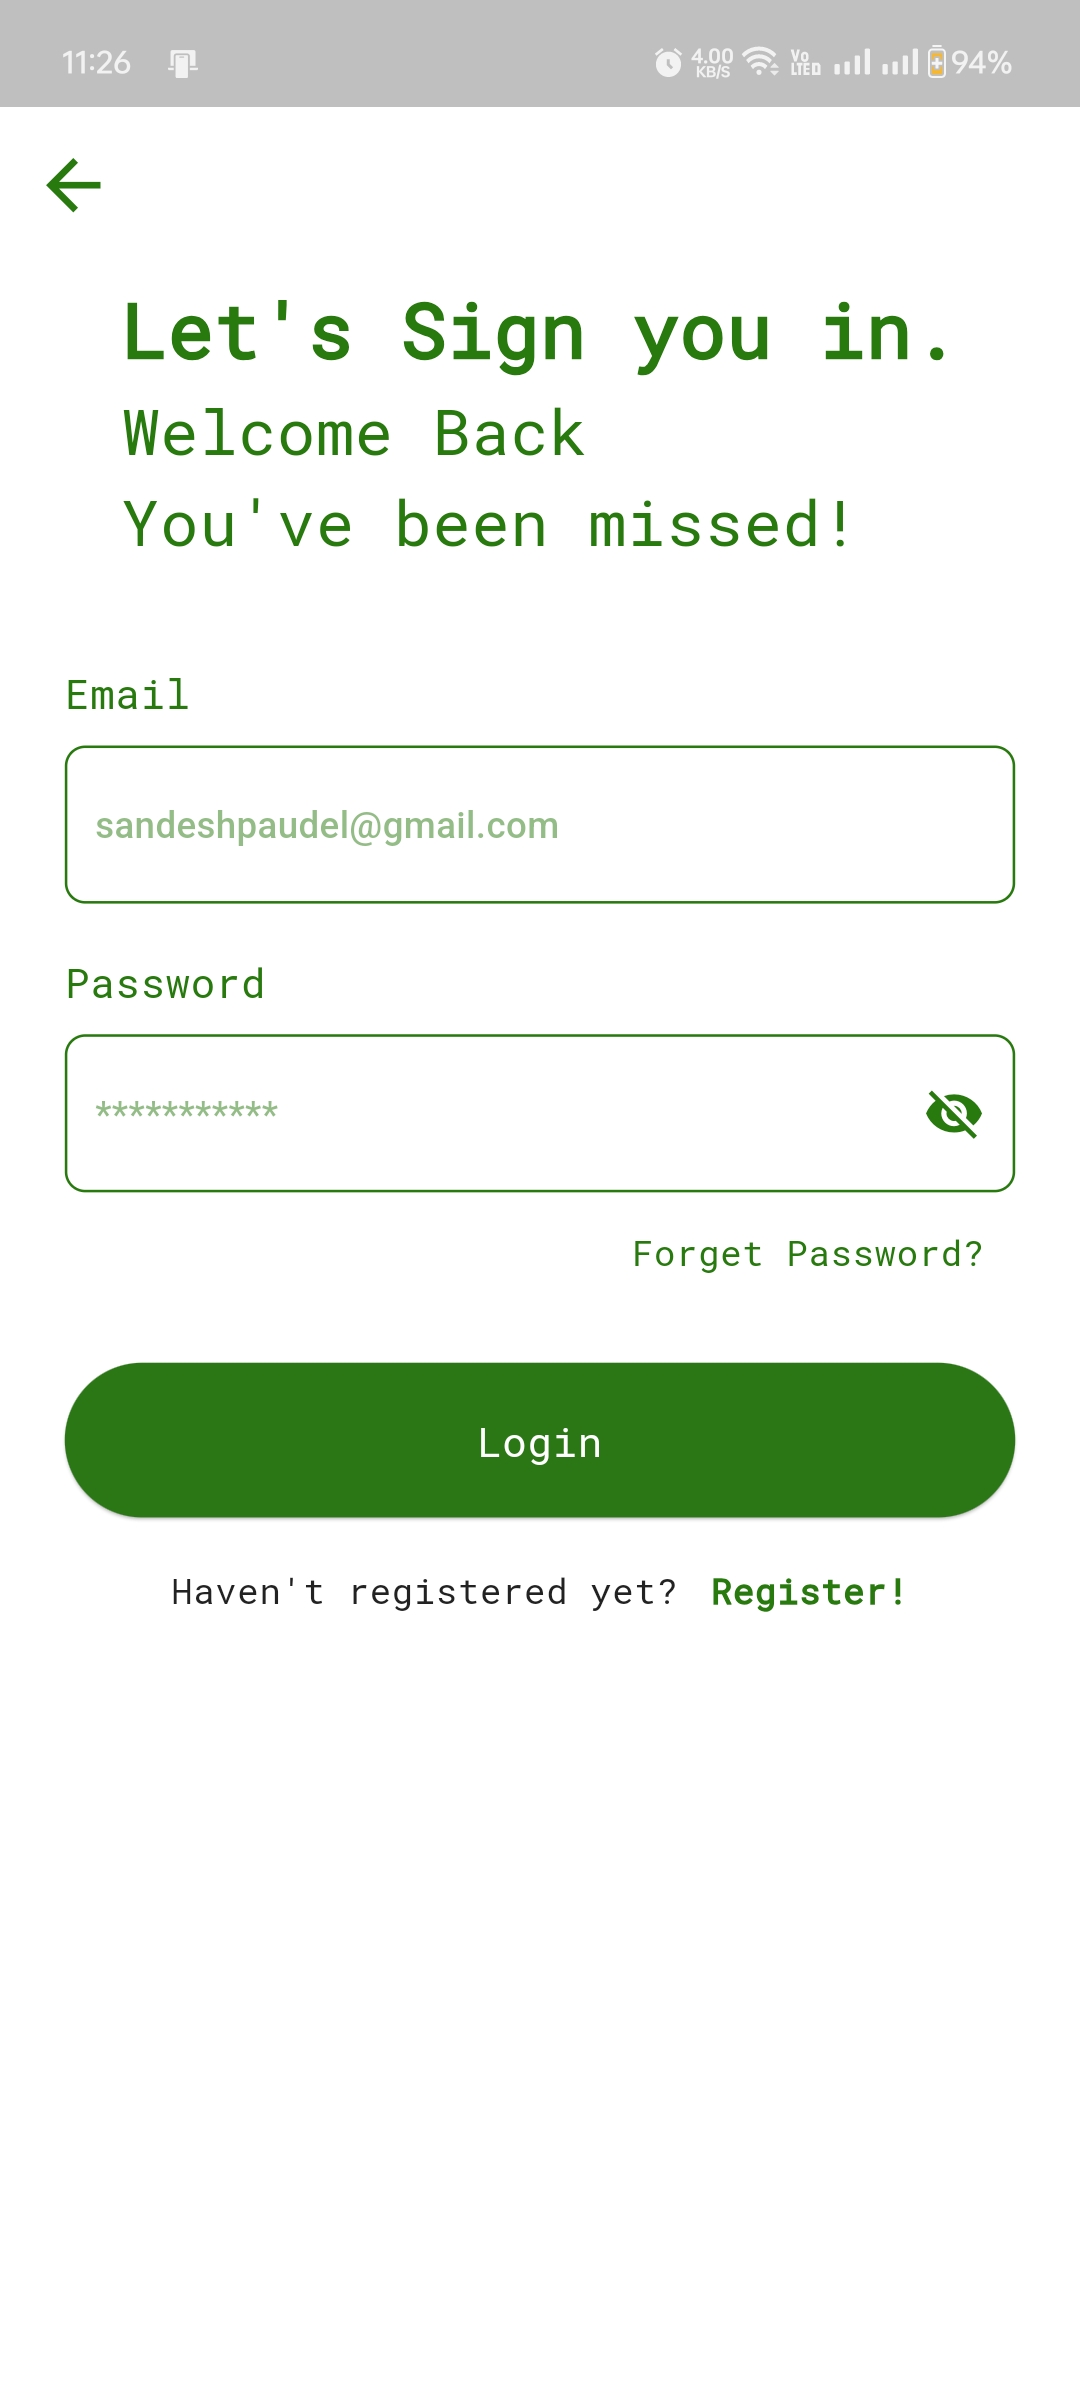 11:26 4.00 KB/S Vo LTED 94%
Let's Sign you in.
Welcome Back
You've been missed!
Email
sandeshpaudel@gmail.com
Password
***********
Forget Password?
Login
Haven't registered yet? Register!